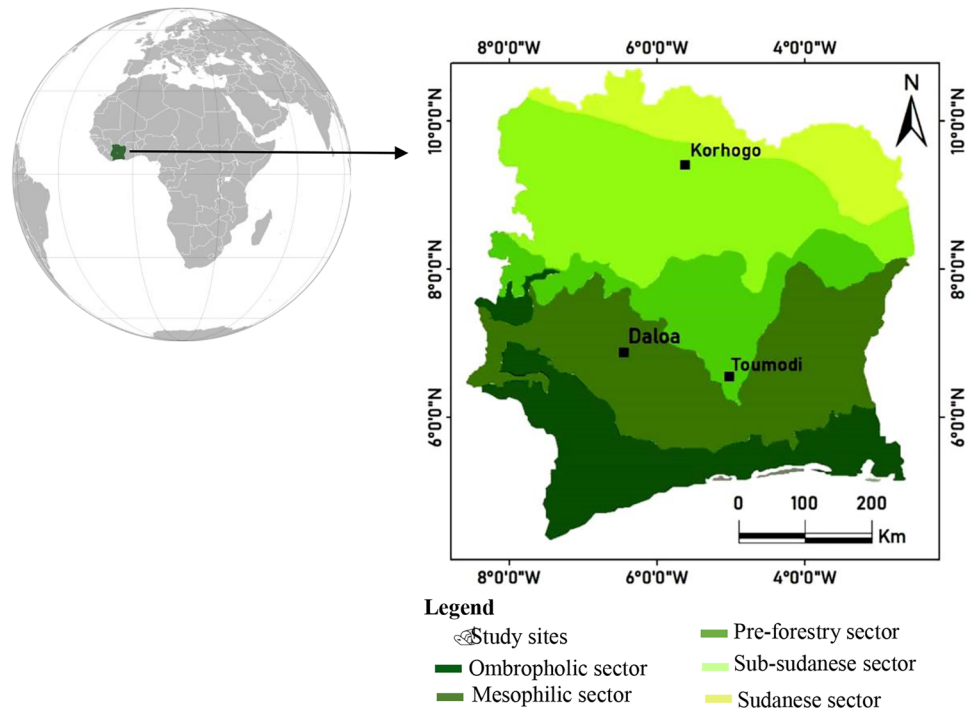 8°0'0"W 6°0'0"W 4°0'0"W
N
10°0'0"N
8°0'0"N
6°0'0"N
10°0'0"N
8°0'0"N
6°0'0"N
Korhogo
Daloa
Toumodi
0 100 200
Km
8°0'0"W 6°0'0"W 4°0'0"W
Legend
Study sites
Ombropholic sector
Mesophilic sector
Pre-forestry sector
Sub-sudanese sector
Sudanese sector